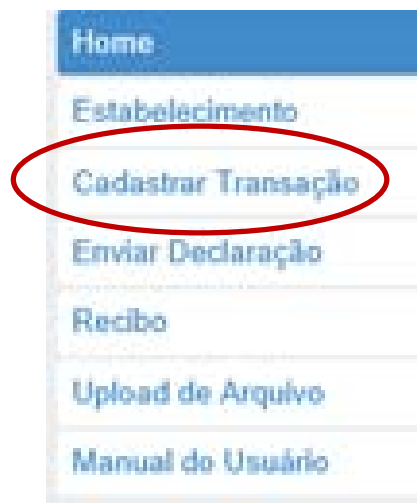 Home
Estabelecimento
Cadastrar Transação
Enviar Declaração
Recibo
Upload de Arquivo
Manual do Usuário